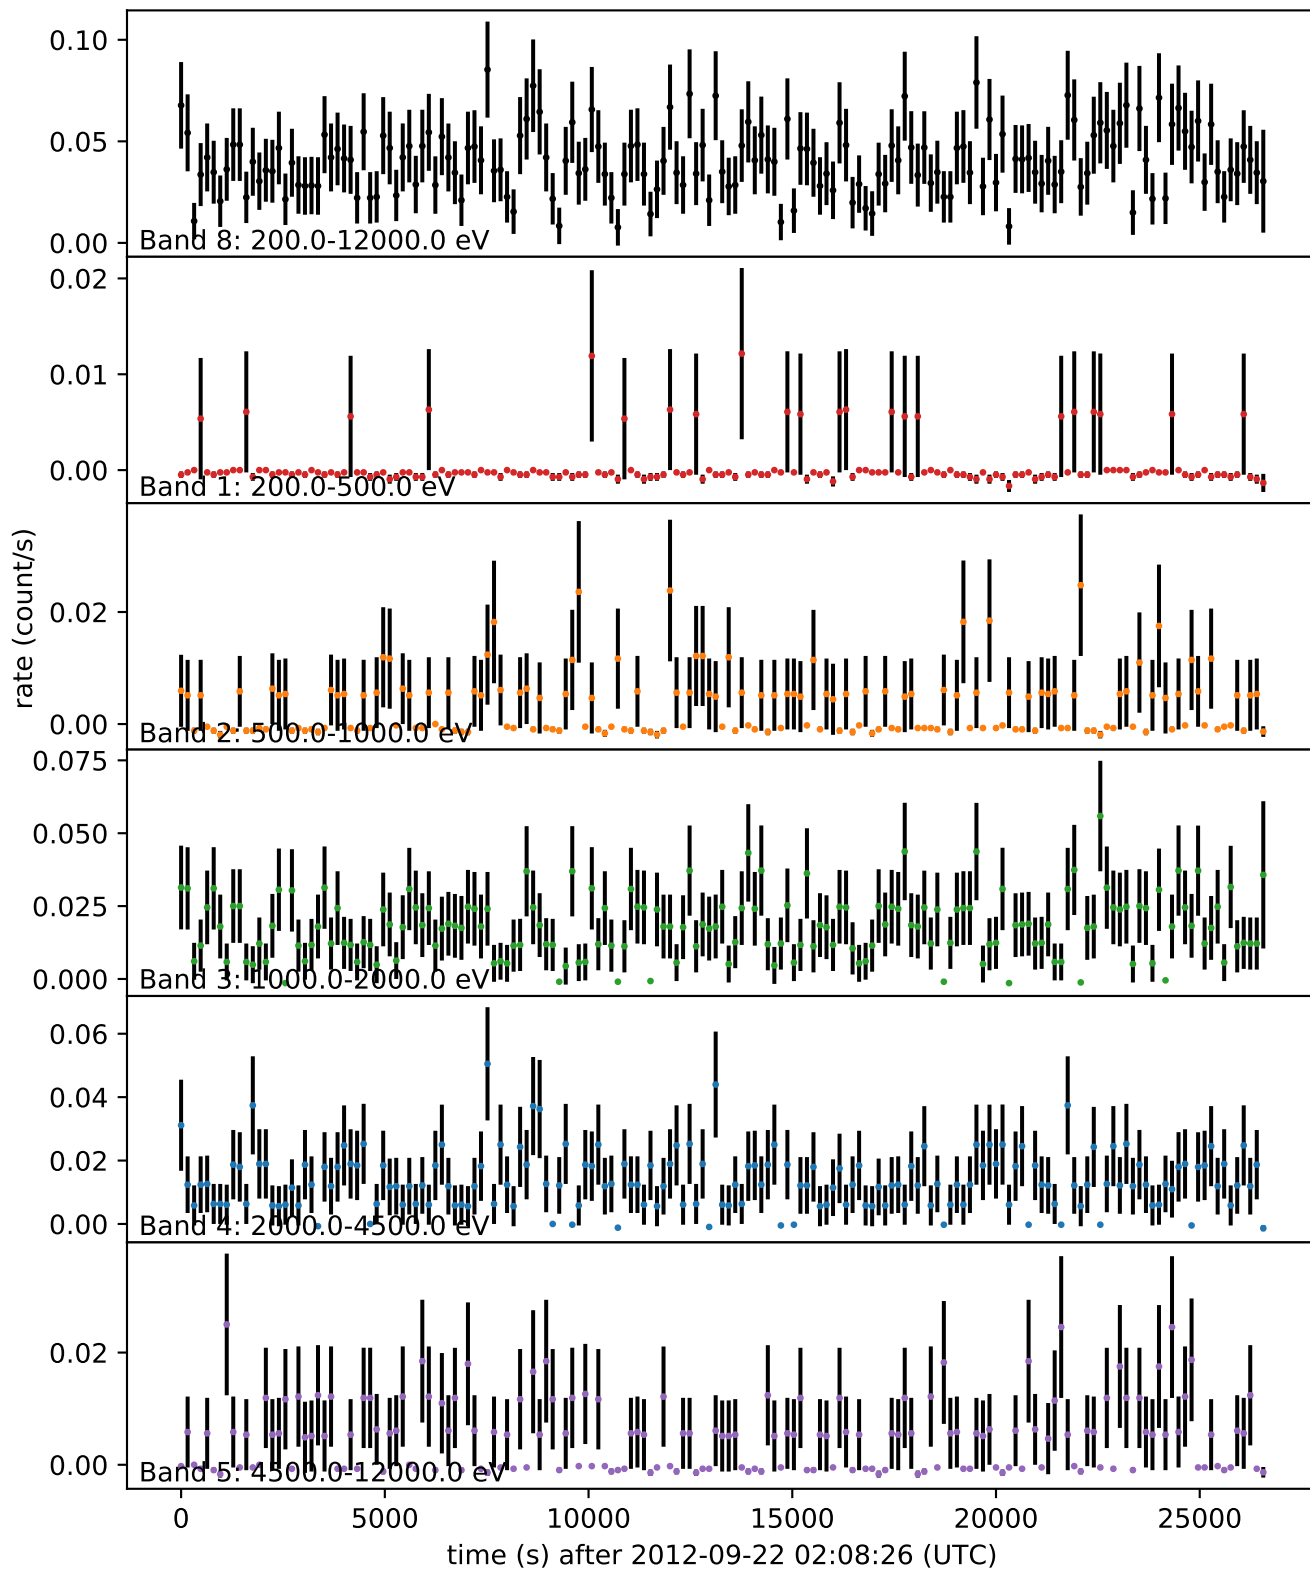 0.10
0.05
0.00
Band 8: 200.0-12000.0 eV
0.02
0.01
0.00
Band 1: 200.0-500.0 eV
rate (count/s)
0.02
0.00
Band 2: 500.0-1000.0 eV
0.075
0.050
0.025
0.000
Band 3: 1000.0-2000.0 eV
0.06
0.04
0.02
0.00
Band 4: 2000.0-4500.0 eV
0.02
0.00
Band 5: 4500.0-12000.0 eV
0 5000 10000 15000 20000 25000
time (s) after 2012-09-22 02:08:26 (UTC)